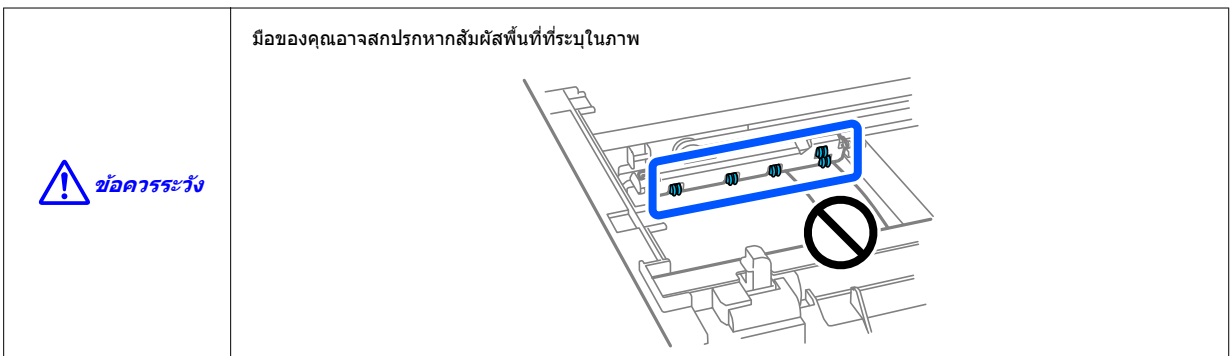 มือของคุณอาจสกปรกหากสัมผัสพื้นที่ที่ระบุในภาพ
ข้อควรระวัง